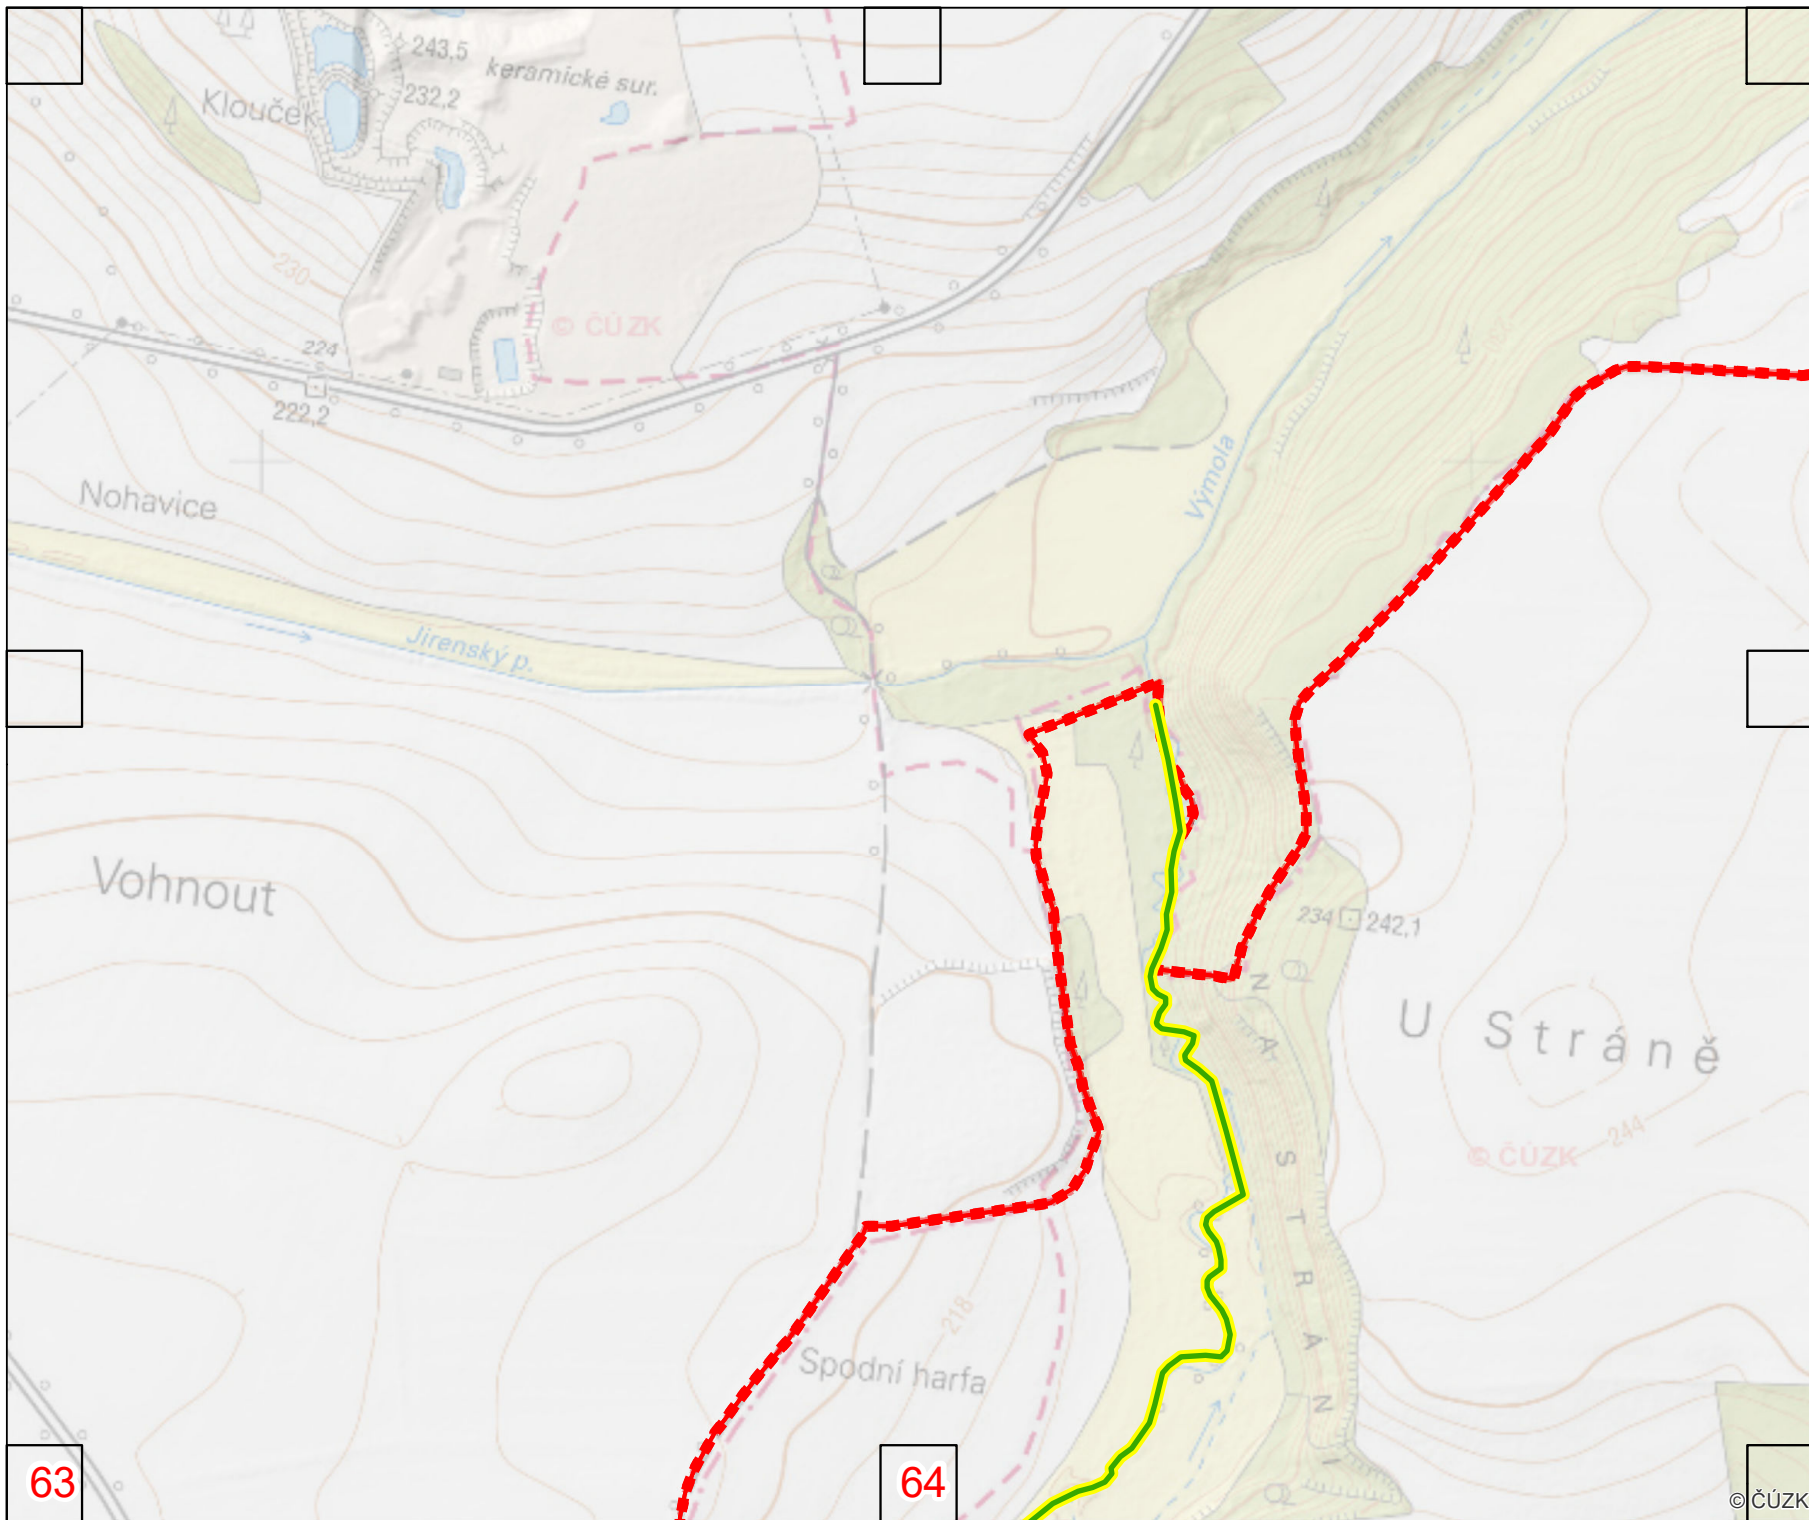 243,5
keramické sur.
232,2
Klouček
230
© ČÚZK
224
222,2
Nohavice
Výmola
Jirenský p.
Vohnout
234
242,1
U Stráně
NA STRÁNI
244
© ČÚZK
218
Spodní harfa
63
64
© ČÚZK